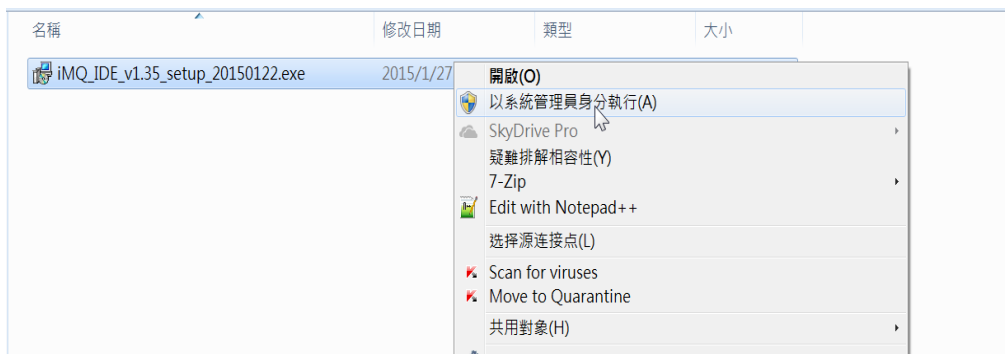 名稱 修改日期 類型 大小
iMQ_IDE_v1.35_setup_20150122.exe 2015/1/27
開啟(O)
以系統管理員身分執行(A)
SkyDrive Pro
疑難排解相容性(Y)
7-Zip
Edit with Notepad++
选择源连接点(L)
Scan for viruses
Move to Quarantine
共用對象(H)